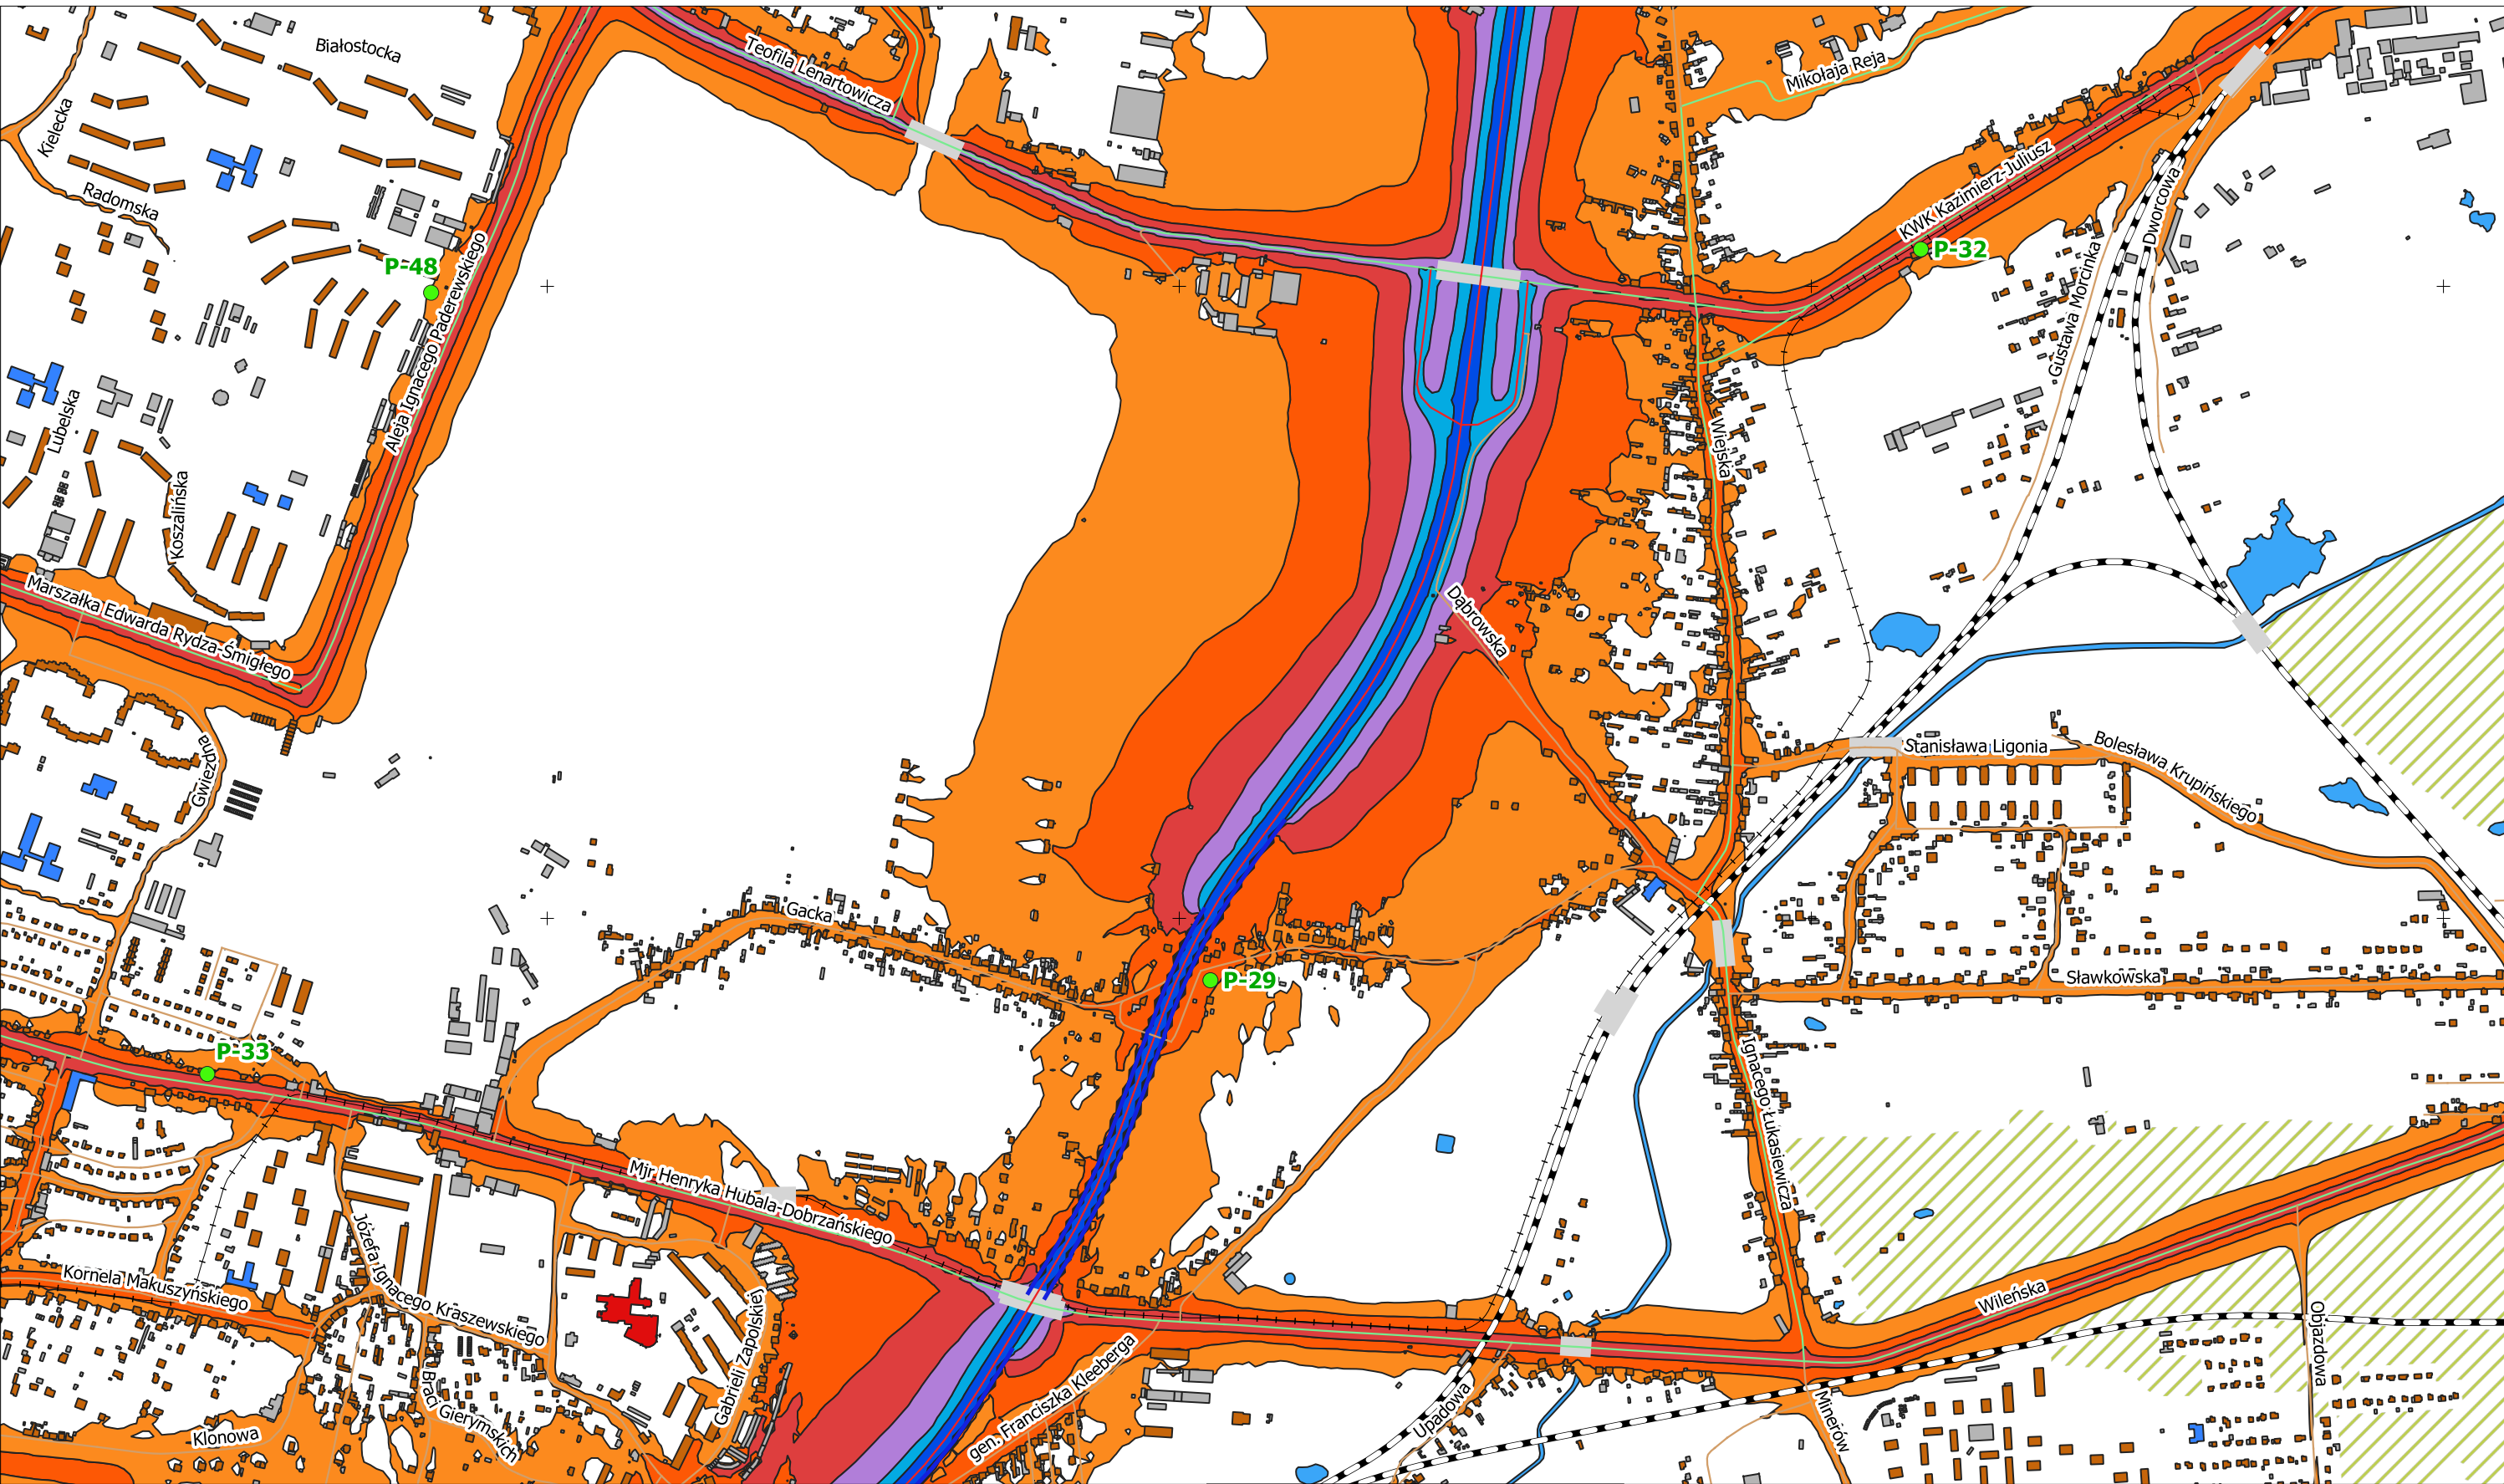 Białostocka
Teofila Lenartowicza
Mikołaja Reja
Kielecka
Radomska
KWK Kazimierz-Juliusz
Dworcowa
P-48
P-32
Aleja Ignacego Paderewskiego
Gustawa Morcinka
Lubelska
Wiejska
Koszalińska
Marszałka Edwarda Rydza-Śmigłego
Dąbrowska
Gwiezdna
Stanisława Ligonia
Bolesława Krupińskiego
Gacka
P-29
Sławkowska
P-33
Ignacego Łukasiewicza
Mjr Henryka Hubala-Dobrzańskiego
Józefa Ignacego Kraszewskiego
Kornela Makuszyńskiego
Gabrieli Zapolskiej
Wileńska
Objazdowa
gen. Franciszka Kleeberga
Upadowa
Minerów
Braci Gierymskich
Klonowa